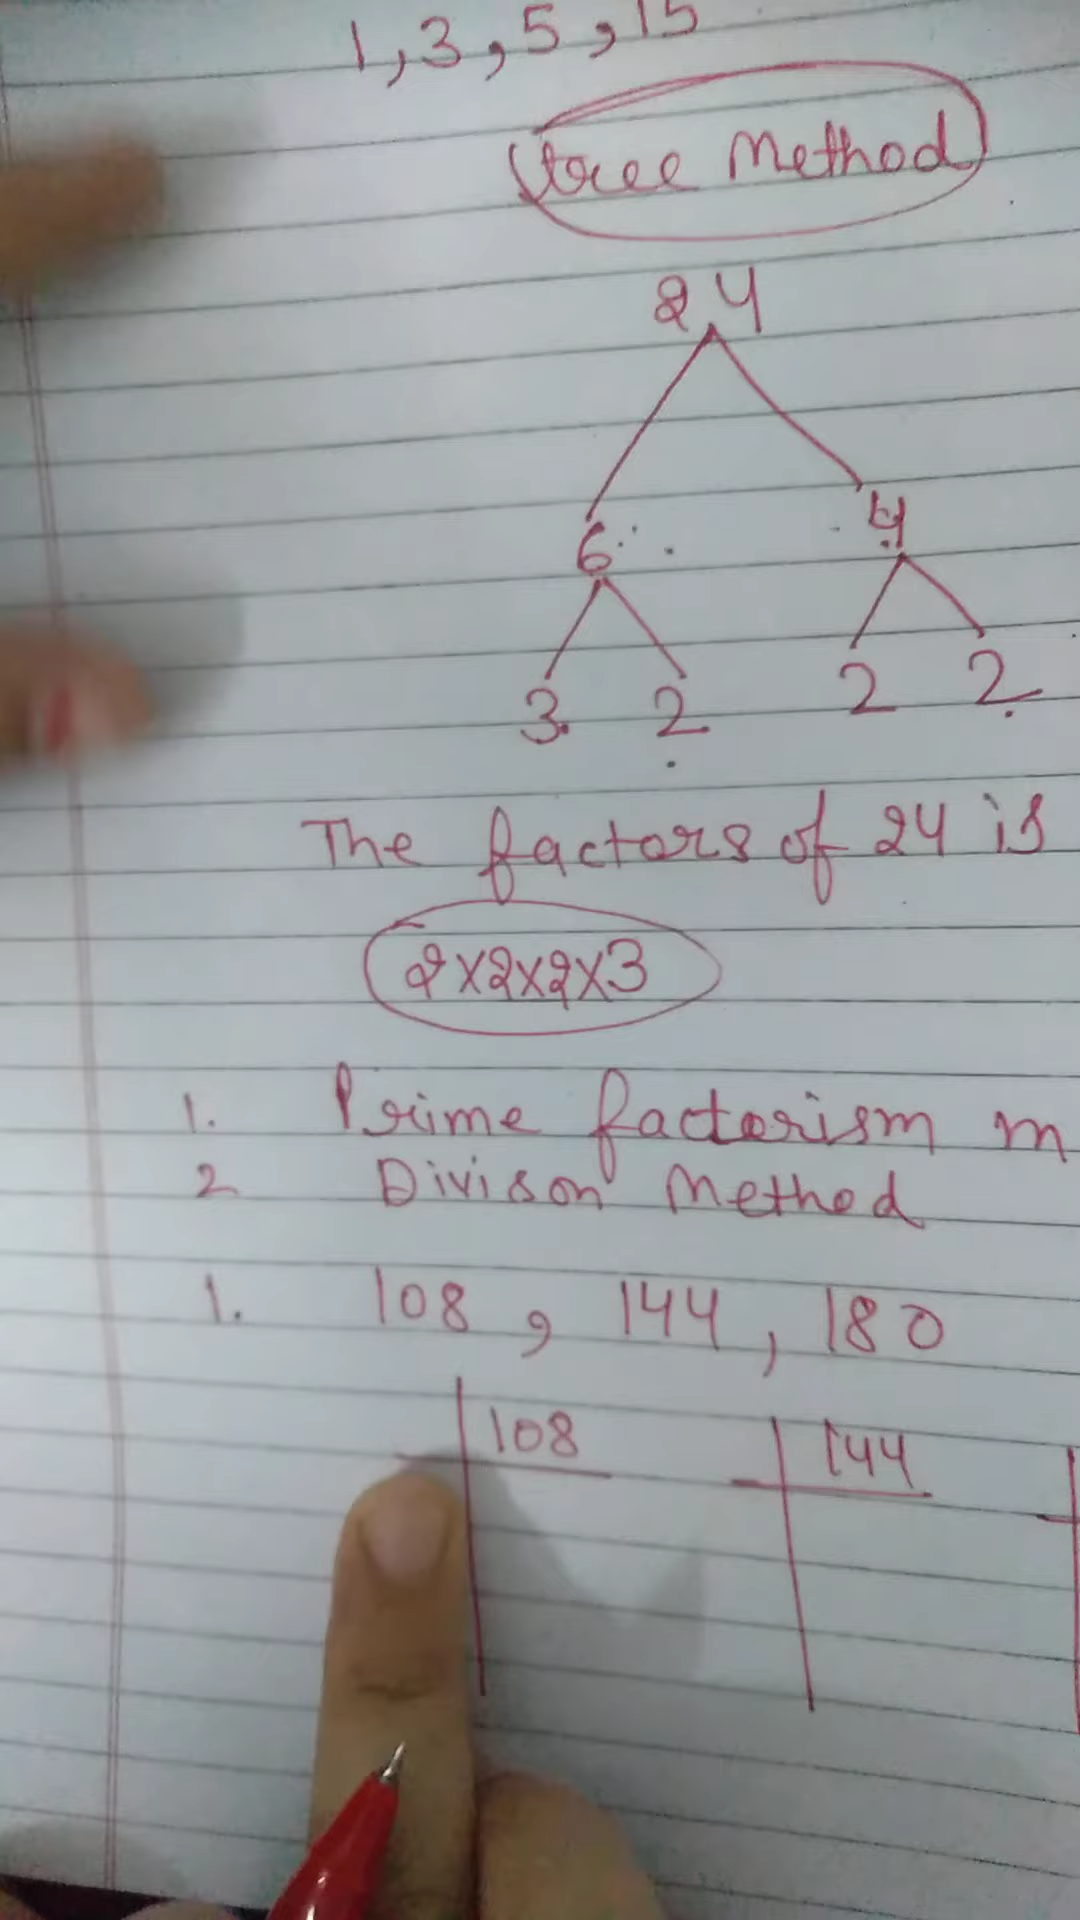 1, 3, 5, 15
tree Method
24
6 4
3 2 2 2
The factors of 24 is
2x2x2x3
1. Prime factorism m
2 Divison Method
1. 108, 144, 180
108 144